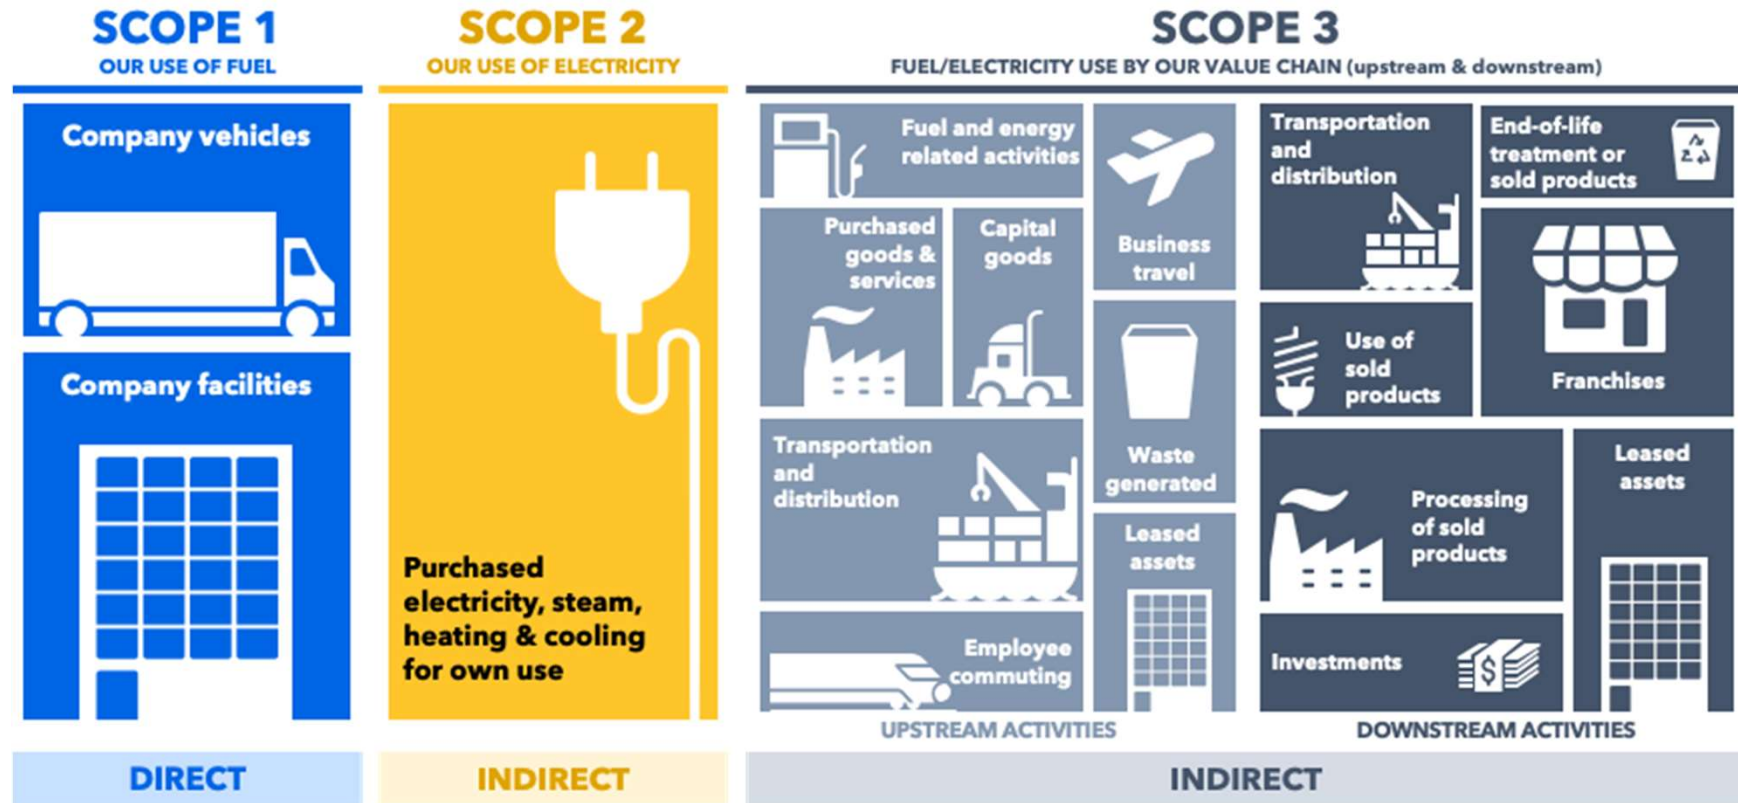 SCOPE 1
OUR USE OF FUEL
Company vehicles
Company facilities
DIRECT
SCOPE 2
OUR USE OF ELECTRICITY
Purchased
electricity, steam,
heating & cooling
for own use
INDIRECT
SCOPE 3
FUEL/ELECTRICITY USE BY OUR VALUE CHAIN (upstream & downstream)
Fuel and energy
related activities
Purchased
goods &
services
Capital
goods
Transportation
and
distribution
Employee
commuting
Business
travel
Waste
generated
Leased
assets
UPSTREAM ACTIVITIES
Transportation
and
distribution
End-of-life
treatment or
sold products
Use of
sold
products
Franchises
Processing
of sold
products
Leased
assets
Investments
$
DOWNSTREAM ACTIVITIES
INDIRECT